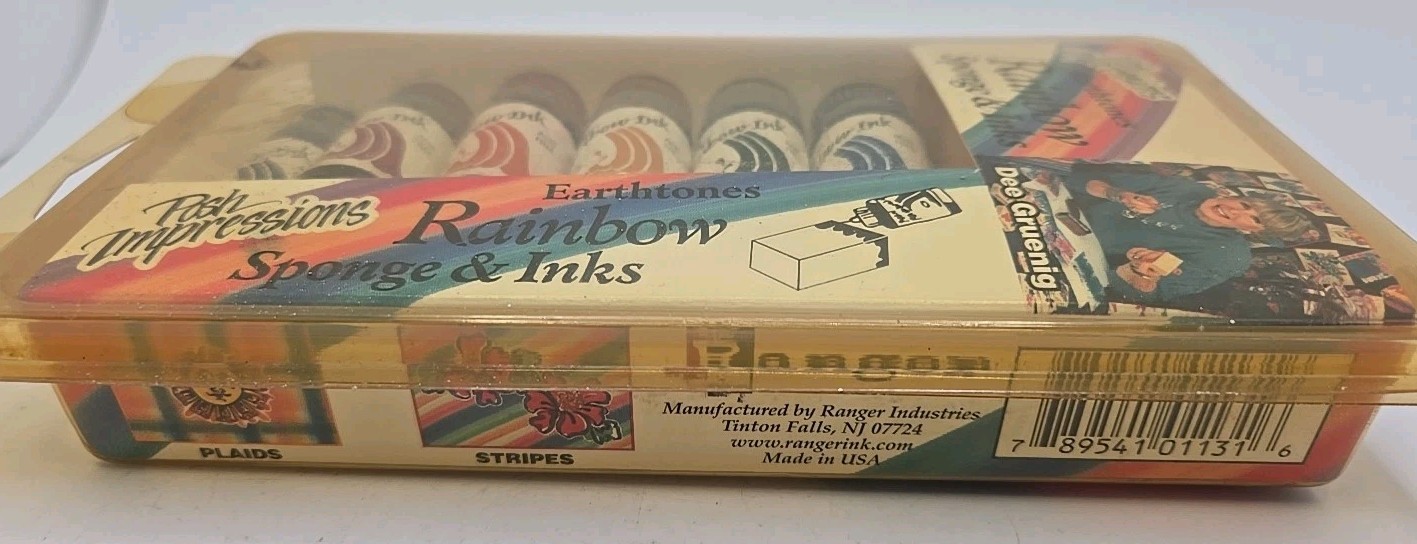 Posh
Impressions
Earthtones
Rainbow
Sponge & Inks
Dee Gruenig
Ranger
Manufactured by Ranger Industries
Tinton Falls, NJ 07724
www.rangerink.com
Made in USA
PLAIDS
STRIPES
7 89541 01131 6